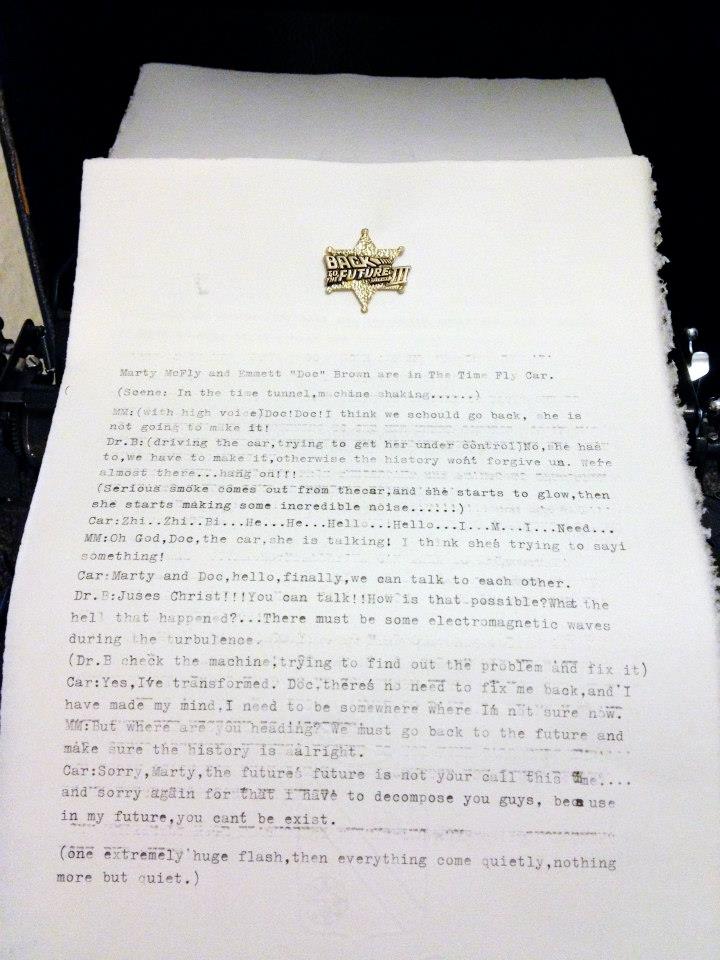 BACK TO THE FUTURE III
Marty McFly and Emmett "Doc" Brown are in The Time Fly Car.
(Scene: In the time tunnel,machine shaking......)
MM:(with high voice)Doc!Doc!I think we schould go back, she is
not going to make it!
Dr.B:(driving the car,trying to get her under control)No,she has
to,we have to make it,otherwise the history won't forgive us. We're
almost there...hang on!!!
(Serious smoke comes out from thecar,and she starts to glow,then
she starts making some incredible noise...!!!)
Car:Zhi..Zhi..Bi...He...He...Hello...Hello...I...M...I...Need...
MM:Oh God,Doc,the car,she is talking! I think she's trying to sayi
something!
Car:Marty and Doc,hello,finally,we can talk to each other.
Dr.B:Juses Christ!!!You can talk!!How is that possible?What the
hell that happened?...There must be some electromagnetic waves
during the turbulence.
(Dr.B check the machine,trying to find out the problem and fix it)
Car:Yes,I've transformed. Doc,there's no need to fix me back,and I
have made my mind,I need to be somewhere where I'm not sure now.
MM:But where are you heading? We must go back to the future and
make sure the history is aalright.
Car:Sorry,Marty,the future's future is not your call this time....
and sorry again for that i have to decompose you guys, because
in my future,you can't be exist.
(one extremely huge flash,then everything come quietly,nothing
more but quiet.)